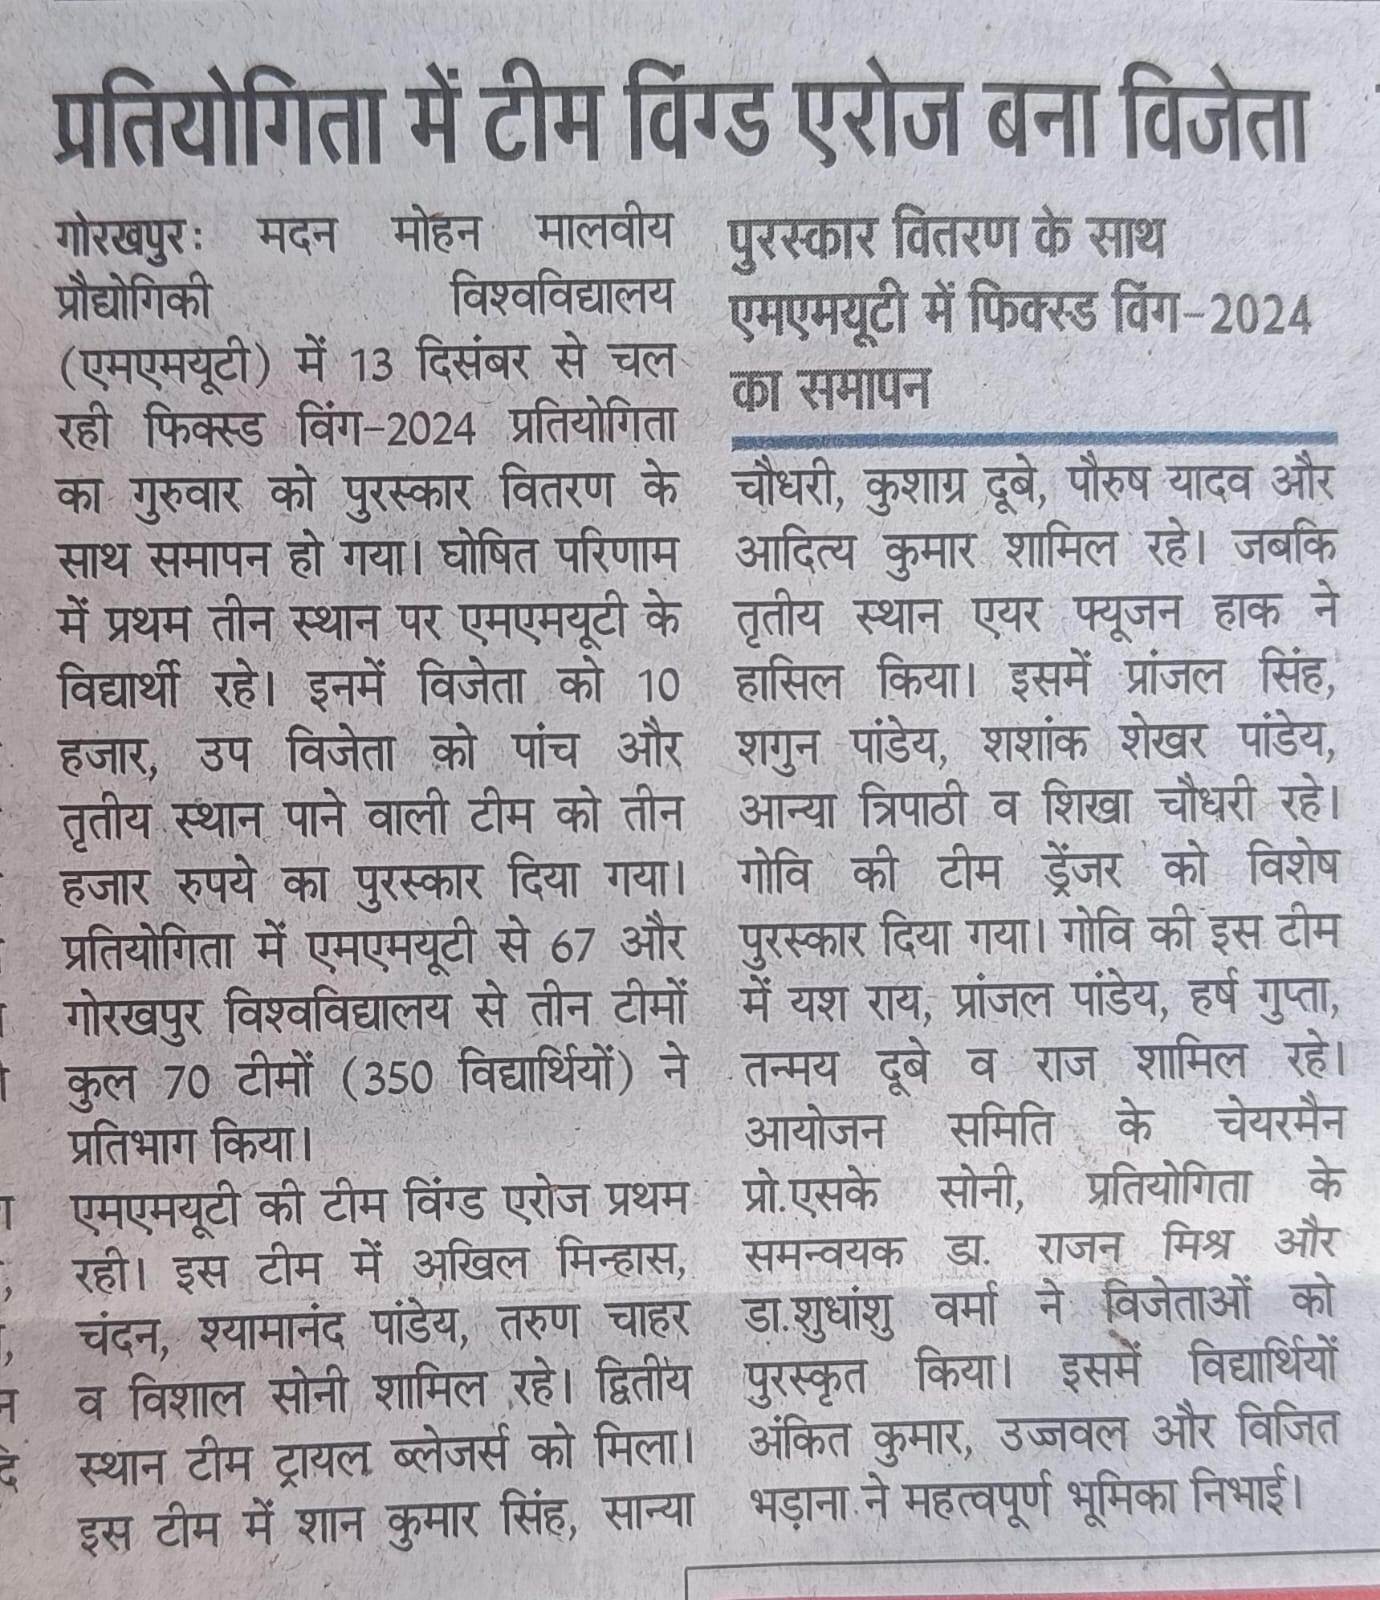 प्रतियोगिता में टीम विंग्ड एरोज बना विजेता
गोरखपुर: मदन मोहन मालवीय
प्रौद्योगिकी विश्वविद्यालय
(एमएमयूटी) में 13 दिसंबर से चल
रही फिक्स्ड विंग-2024 प्रतियोगिता
का गुरुवार को पुरस्कार वितरण के
साथ समापन हो गया। घोषित परिणाम
में प्रथम तीन स्थान पर एमएमयूटी के
विद्यार्थी रहे। इनमें विजेता को 10
हजार, उप विजेता को पांच और
तृतीय स्थान पाने वाली टीम को तीन
हजार रुपये का पुरस्कार दिया गया।
प्रतियोगिता में एमएमयूटी से 67 और
गोरखपुर विश्वविद्यालय से तीन टीमों
कुल 70 टीमों (350 विद्यार्थियों) ने
प्रतिभाग किया।
एमएमयूटी की टीम विंग्ड एरोज प्रथम
रही। इस टीम में अखिल मिन्हास,
चंदन, श्यामानंद पांडेय, तरुण चाहर
व विशाल सोनी शामिल रहे। द्वितीय
स्थान टीम ट्रायल ब्लेजर्स को मिला।
इस टीम में शान कुमार सिंह, सान्या
पुरस्कार वितरण के साथ
एमएमयूटी में फिक्स्ड विंग-2024
का समापन
चौधरी, कुशाग्र दूबे, पौरुष यादव और
आदित्य कुमार शामिल रहे। जबकि
तृतीय स्थान एयर फ्यूजन हाक ने
हासिल किया। इसमें प्रांजल सिंह,
शगुन पांडेय, शशांक शेखर पांडेय,
आन्या त्रिपाठी व शिखा चौधरी रहे।
गोवि की टीम ड्रेंजर को विशेष
पुरस्कार दिया गया। गोवि की इस टीम
में यश राय, प्रांजल पांडेय, हर्ष गुप्ता,
तन्मय दूबे व राज शामिल रहे।
आयोजन समिति के चेयरमैन
प्रो.एसके सोनी, प्रतियोगिता के
समन्वयक डा. राजन मिश्र और
डा.शुधांशु वर्मा ने विजेताओं को
पुरस्कृत किया। इसमें विद्यार्थियों
अंकित कुमार, उज्जवल और विजित
भड़ाना ने महत्वपूर्ण भूमिका निभाई।